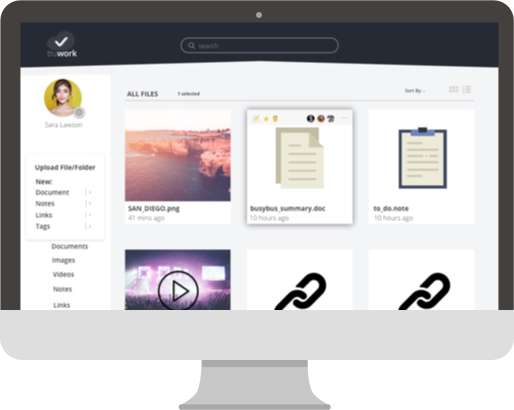 truwork
search
Sara Lawson
Upload File/Folder
New:
Document
Notes
Links
Tags
Documents
Images
Videos
Notes
Links
ALL FILES
1 selected
Sort By
SAN_DIEGO.png
41 mins ago
busybus_summary.doc
10 hours ago
to_do.note
10 hours ago